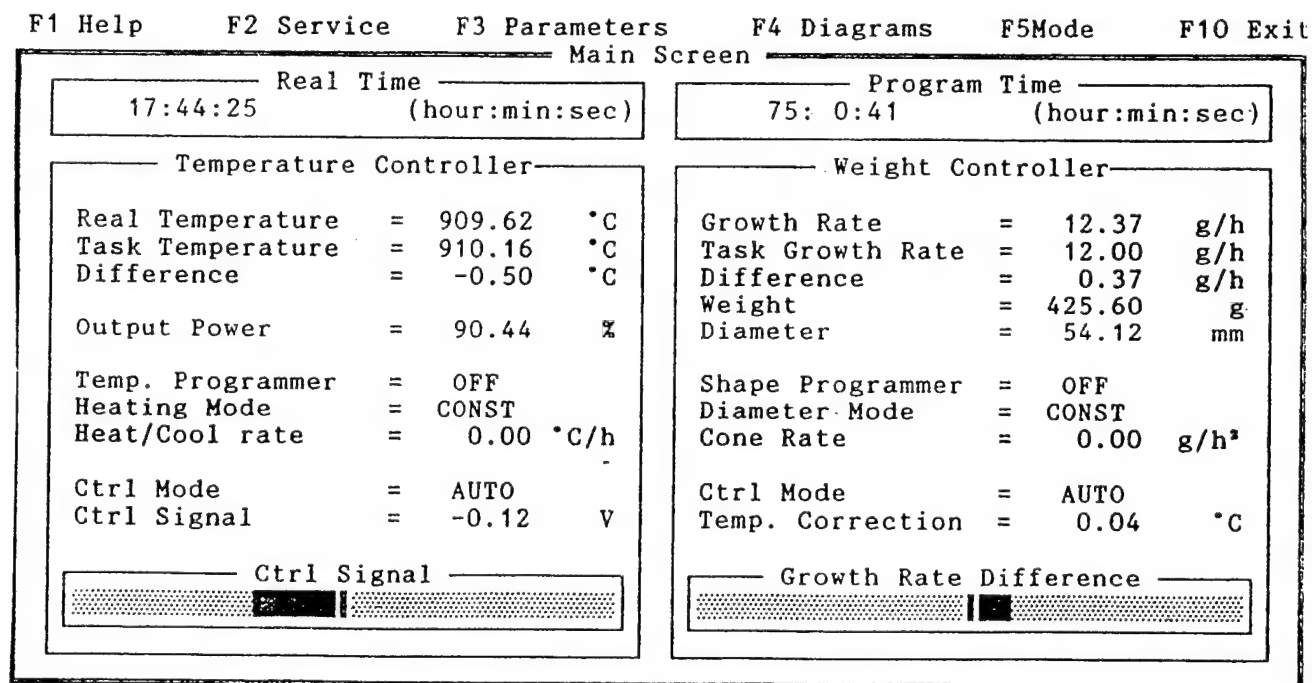 F1 Help F2 Service F3 Parameters F4 Diagrams F5Mode F10 Exit
Main Screen
Real Time
17:44:25 (hour:min:sec)
Program Time
75: 0:41 (hour:min:sec)
Temperature Controller
Real Temperature = 909.62 °C
Task Temperature = 910.16 °C
Difference = -0.50 °C
Output Power = 90.44 %
Temp. Programmer = OFF
Heating Mode = CONST
Heat/Cool rate = 0.00 °C/h
Ctrl Mode = AUTO
Ctrl Signal = -0.12 V
Ctrl Signal
Weight Controller
Growth Rate = 12.37 g/h
Task Growth Rate = 12.00 g/h
Difference = 0.37 g/h
Weight = 425.60 g
Diameter = 54.12 mm
Shape Programmer = OFF
Diameter Mode = CONST
Cone Rate = 0.00 g/h²
Ctrl Mode = AUTO
Temp. Correction = 0.04 °C
Growth Rate Difference